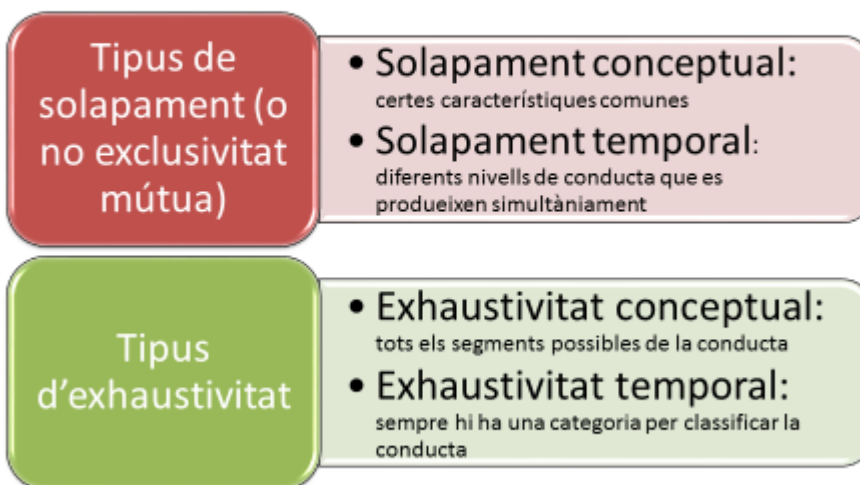 Tipus de
solapament (o
no exclusivitat
mútua)
• Solapament conceptual:
certes característiques comunes
• Solapament temporal:
diferents nivells de conducta que es
produeixen simultàniament
Tipus
d’exhaustivitat
• Exhaustivitat conceptual:
tots els segments possibles de la conducta
• Exhaustivitat temporal:
sempre hi ha una categoria per classificar la
conducta